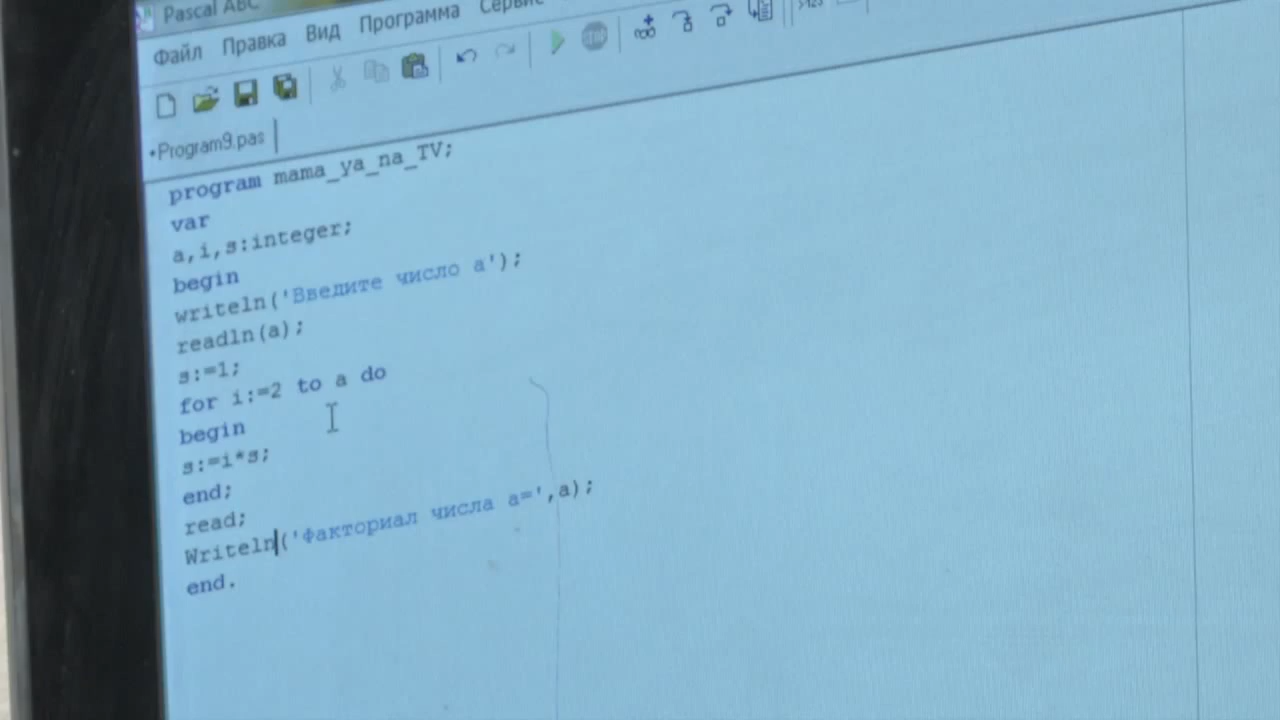 Pascal ABC
Файл Правка Вид Программа Сервис
•Program9.pas
program mama_ya_na_TV;
var
a,i,s:integer;
begin
writeln('Введите число a');
readln(a);
s:=1;
for i:=2 to a do
begin
s:=i*s;
end;
read;
Writeln('Факториал числа a=',a);
end.